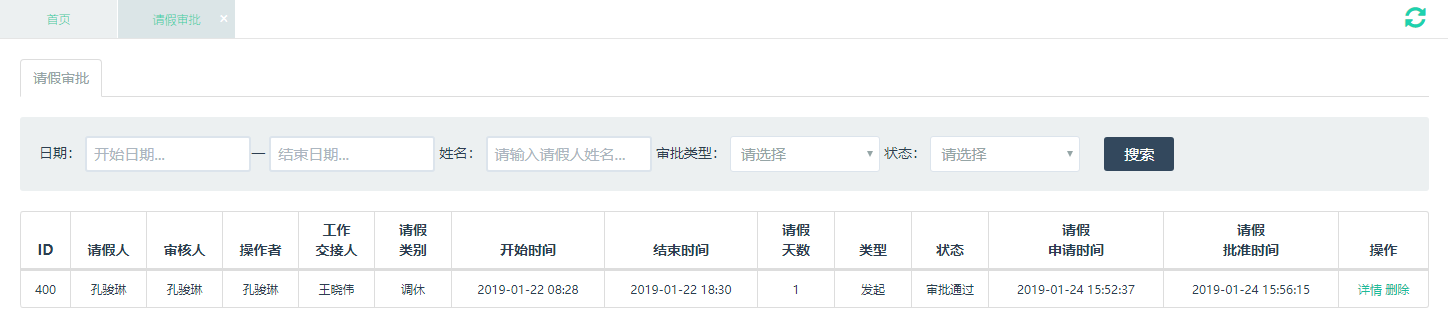 首页 请假审批 ×
请假审批
日期： 开始日期... — 结束日期... 姓名： 请输入请假人姓名... 审批类型： 请选择 状态： 请选择 搜索
ID 请假人 审核人 操作者 工作交接人 请假类别 开始时间 结束时间 请假天数 类型 状态 请假申请时间 请假批准时间 操作
400 孔骏琳 孔骏琳 孔骏琳 王晓伟 调休 2019-01-22 08:28 2019-01-22 18:30 1 发起 审批通过 2019-01-24 15:52:37 2019-01-24 15:56:15 详情 删除